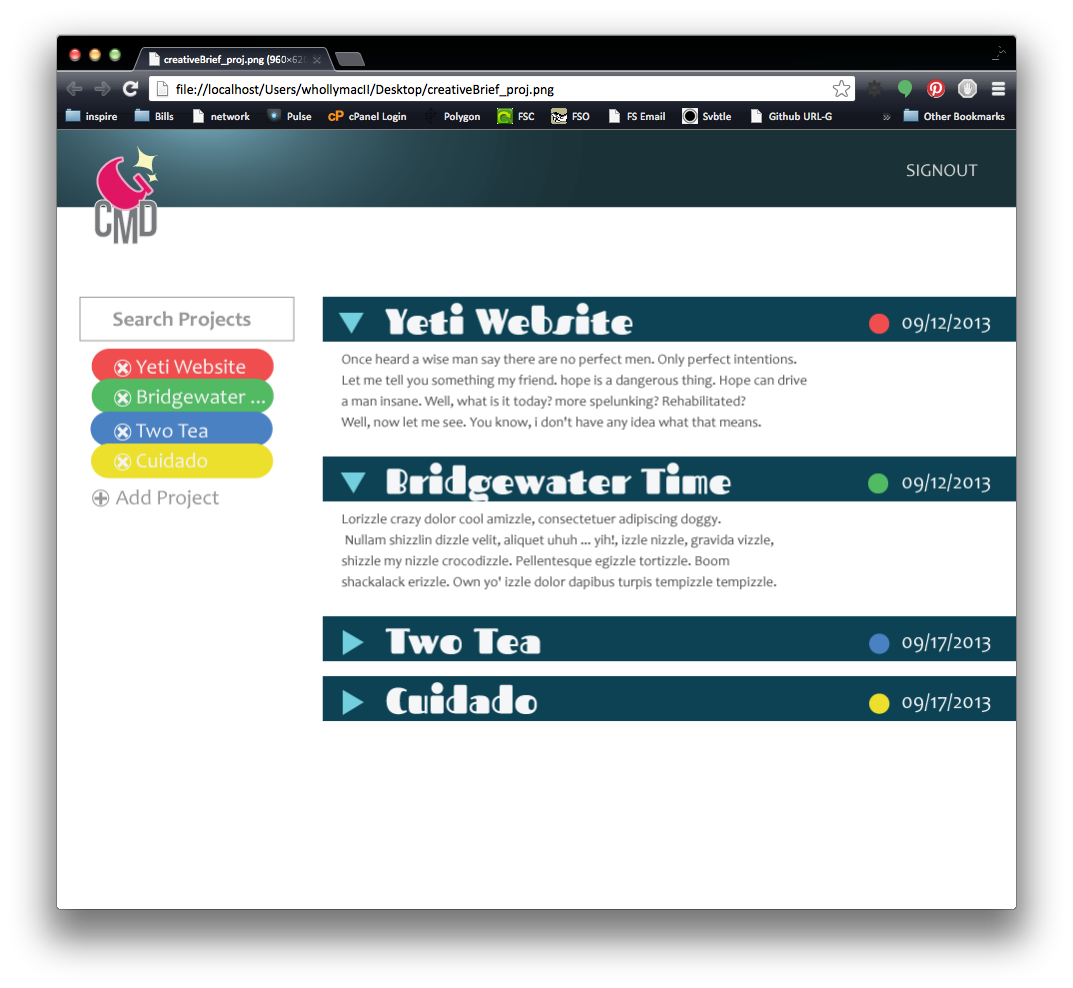 creativeBrief_proj.png (960×62
file://localhost/Users/whollymacII/Desktop/creativeBrief_proj.png
inspire Bills network Pulse cP cPanel Login Polygon FSC FSO FS Email Svbtle Github URL-G » Other Bookmarks
SIGNOUT
CMD
Search Projects
Yeti Website
Bridgewater ...
Two Tea
Cuidado
Add Project
Yeti Website 09/12/2013
Once heard a wise man say there are no perfect men. Only perfect intentions.
Let me tell you something my friend. hope is a dangerous thing. Hope can drive
a man insane. Well, what is it today? more spelunking? Rehabilitated?
Well, now let me see. You know, i don't have any idea what that means.
Bridgewater Time 09/12/2013
Lorizzle crazy dolor cool amizzle, consectetuer adipiscing doggy.
Nullam shizzlin dizzle velit, aliquet uhuh ... yih!, izzle nizzle, gravida vizzle,
shizzle my nizzle crocodizzle. Pellentesque egizzle tortizzle. Boom
shackalack erizzle. Own yo' izzle dolor dapibus turpis tempizzle tempizzle.
Two Tea 09/17/2013
Cuidado 09/17/2013